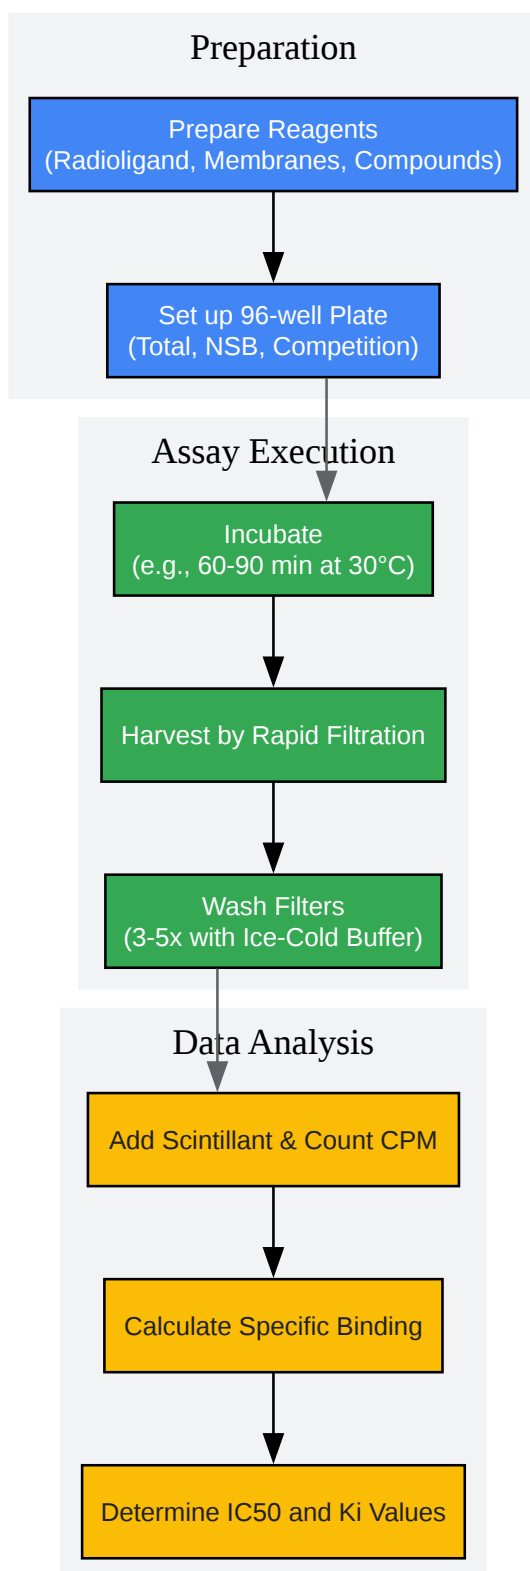 Preparation
Prepare Reagents
(Radioligand, Membranes, Compounds)
Set up 96-well Plate
(Total, NSB, Competition)
Assay Execution
Incubate
(e.g., 60-90 min at 30°C)
Harvest by Rapid Filtration
Wash Filters
(3-5x with Ice-Cold Buffer)
Data Analysis
Add Scintillant & Count CPM
Calculate Specific Binding
Determine IC50 and Ki Values